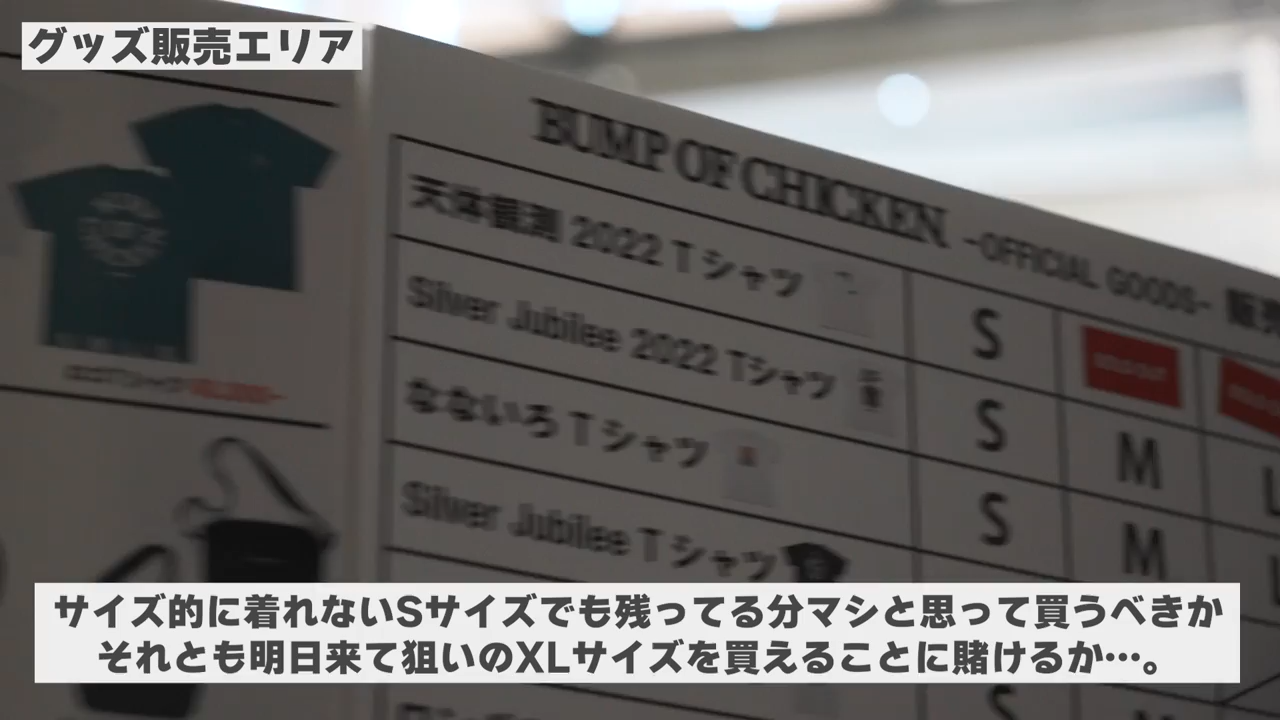 グッズ販売エリア
BUMP OF CHICKEN -OFFICIAL GOODS- 販売
天体観測 2022 Tシャツ S SOLD OUT
Silver Jubilee 2022 Tシャツ S M L
なないろ Tシャツ S M L
Silver Jubilee Tシャツ
S
サイズ的に着れないSサイズでも残ってる分マシと思って買うべきか
それとも明日来て狙いのXLサイズを買えることに賭けるか…。